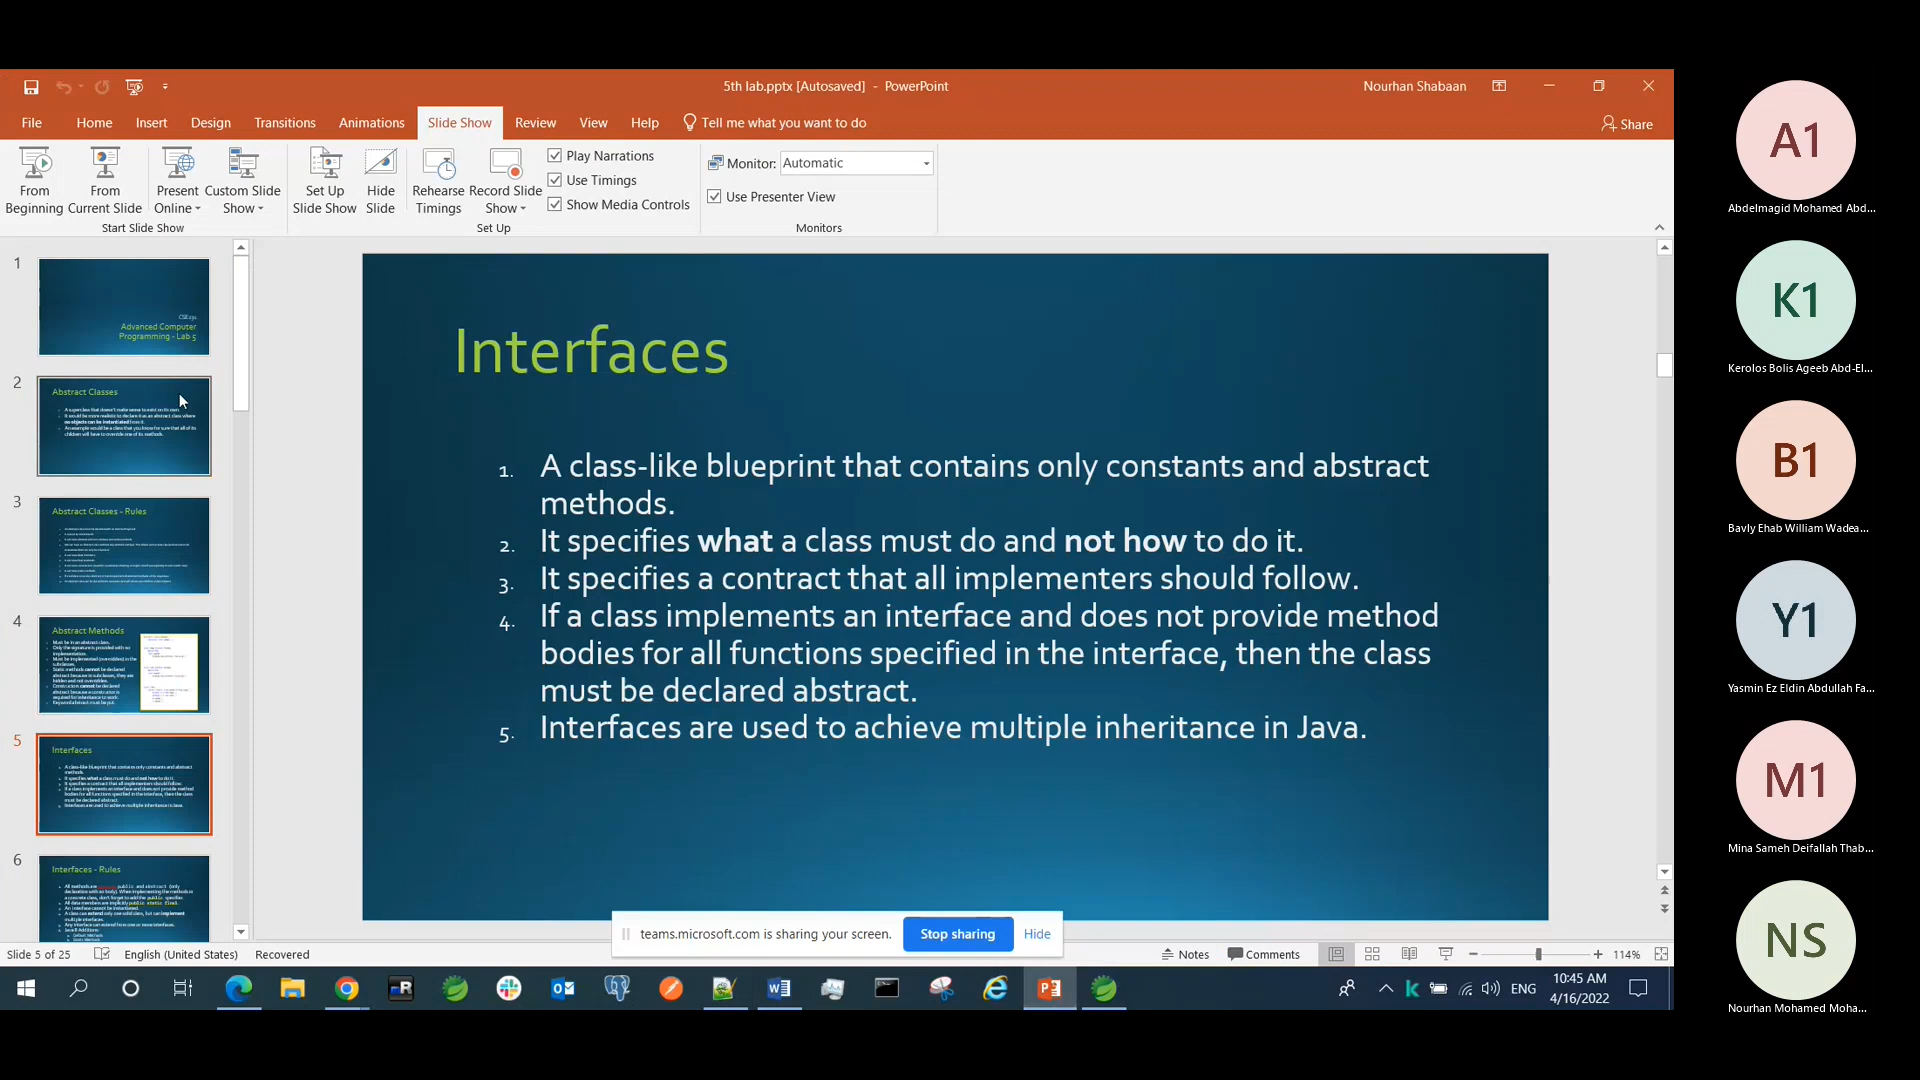 5th lab.pptx [Autosaved] - PowerPoint
Nourhan Shabaan
File Home Insert Design Transitions Animations Slide Show Review View Help Tell me what you want to do
Share
From Beginning
From Current Slide
Present Online
Custom Slide Show
Start Slide Show
Set Up Slide Show
Hide Slide
Rehearse Timings
Record Slide Show
Play Narrations
Use Timings
Show Media Controls
Set Up
Monitor: Automatic
Use Presenter View
Monitors
1
Advanced Computer
Programming - Lab 5
2
Abstract Classes
3
Abstract Classes - Rules
4
Abstract Methods
5
Interfaces
6
Interfaces - Rules
Interfaces
1. A class-like blueprint that contains only constants and abstract
methods.
2. It specifies what a class must do and not how to do it.
3. It specifies a contract that all implementers should follow.
4. If a class implements an interface and does not provide method
bodies for all functions specified in the interface, then the class
must be declared abstract.
5. Interfaces are used to achieve multiple inheritance in Java.
teams.microsoft.com is sharing your screen. Stop sharing Hide
Slide 5 of 25 English (United States) Recovered
Notes Comments 114%
ENG
10:45 AM
4/16/2022
A1
Abdelmagid Mohamed Abd...
K1
Kerolos Bolis Ageeb Abd-El...
B1
Bavly Ehab William Wadea...
Y1
Yasmin Ez Eldin Abdullah Fa...
M1
Mina Sameh Deifallah Thab...
NS
Nourhan Mohamed Moha...